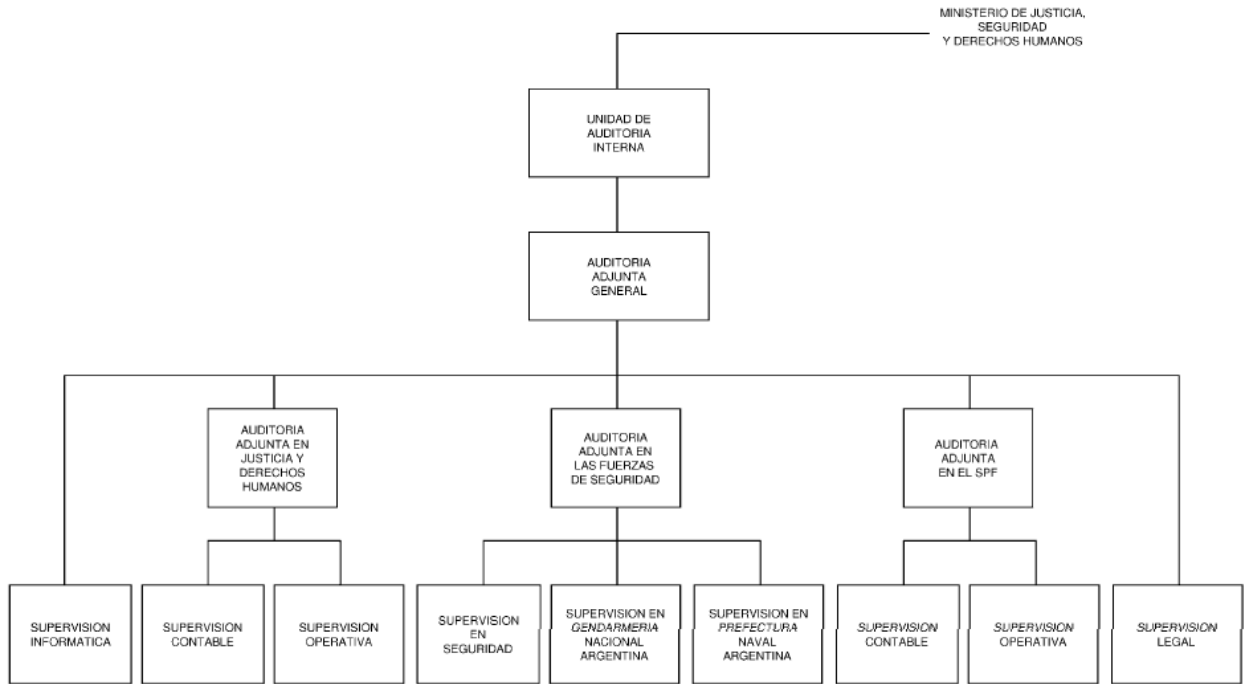 MINISTERIO DE JUSTICIA,
SEGURIDAD
Y DERECHOS HUMANOS
UNIDAD DE
AUDITORIA
INTERNA
AUDITORIA
ADJUNTA
GENERAL
AUDITORIA
ADJUNTA EN
JUSTICIA Y
DERECHOS
HUMANOS
AUDITORIA
ADJUNTA EN
LAS FUERZAS
DE SEGURIDAD
AUDITORIA
ADJUNTA
EN EL SPF
SUPERVISION
INFORMATICA
SUPERVISION
CONTABLE
SUPERVISION
OPERATIVA
SUPERVISION
EN
SEGURIDAD
SUPERVISION EN
GENDARMERIA
NACIONAL
ARGENTINA
SUPERVISION EN
PREFECTURA
NAVAL
ARGENTINA
SUPERVISION
CONTABLE
SUPERVISION
OPERATIVA
SUPERVISION
LEGAL